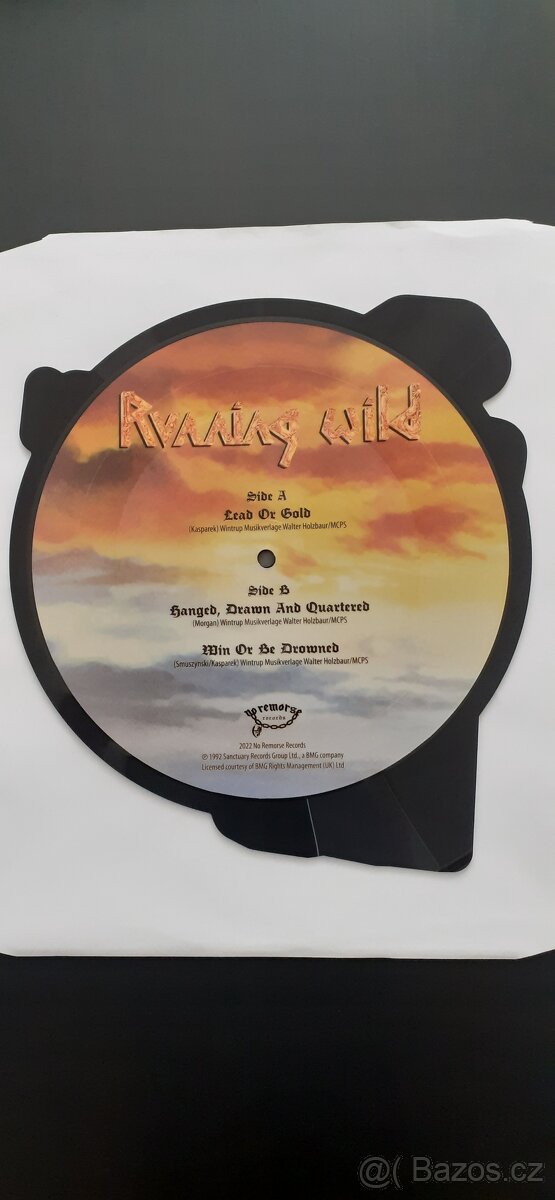 Running Wild
Side A
Lead Or Gold
(Kasparek) Wintrup Musikverlage Walter Holzbaur/MCPS
Side B
Hanged, Drawn And Quartered
(Morgan) Wintrup Musikverlage Walter Holzbaur/MCPS
Win Or Be Drowned
(Smuszynski/Kasparek) Wintrup Musikverlage Walter Holzbaur/MCPS
no remorse
records
2022 No Remorse Records
℗ 1992 Sanctuary Records Group Ltd., a BMG company
Licensed courtesy of BMG Rights Management (UK) Ltd
@( Bazos.cz